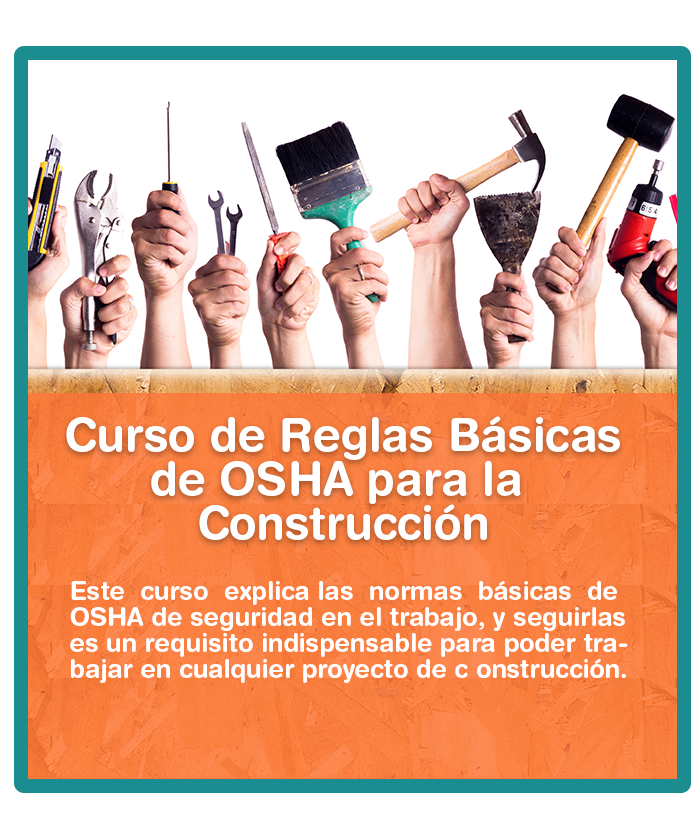 Curso de Reglas Básicas
de OSHA para la
Construcción
Este curso explica las normas básicas de
OSHA de seguridad en el trabajo, y seguirlas
es un requisito indispensable para poder tra-
bajar en cualquier proyecto de c onstrucción.